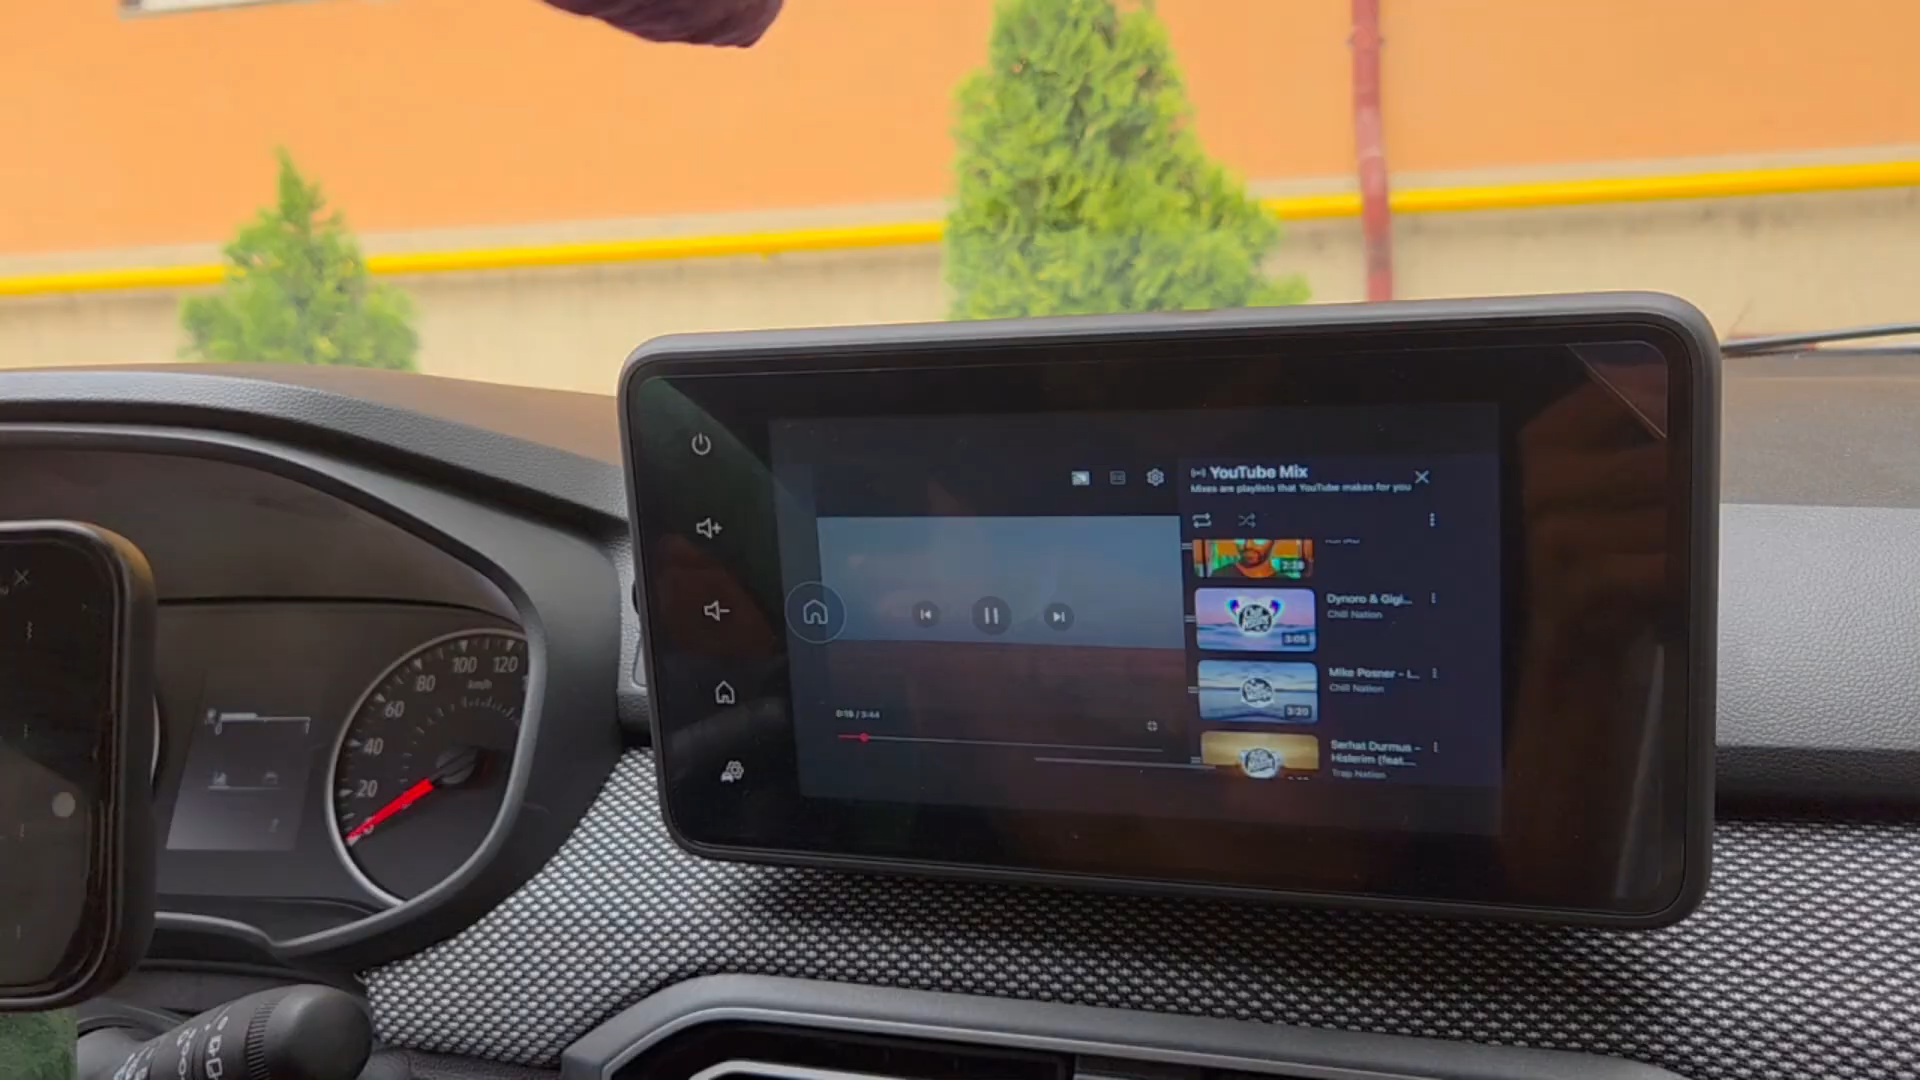 YouTube Mix
Mixes are playlists that YouTube makes for you
2:28
Dynoro & Gigi...
Chill Nation
3:05
Mike Posner - I...
Chill Nation
3:20
Serhat Durmus -
Hislerim (feat....
Trap Nation
0:19 / 3:44
20
40
60
80
100
120
km/h